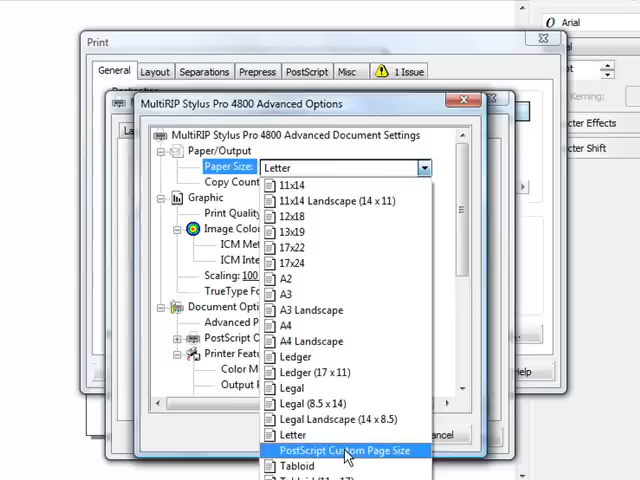 Arial
Print
General
Layout
Separations
Prepress
PostScript
Misc
1 Issue
Kerning:
MultiRIP Stylus Pro 4800 Advanced Options
MultiRIP Stylus Pro 4800 Advanced Document Settings
Paper/Output
Paper Size: Letter
Copy Count
11x14
Graphic
11x14 Landscape (14 x 11)
Print Quality
12x18
Image Colo
13x19
ICM Met
17x22
ICM Inte
17x24
Scaling: 100
A2
TrueType Fo
A3
Document Opti
A3 Landscape
Advanced P
A4
PostScript O
A4 Landscape
Printer Featu
Ledger
Color M
Ledger (17 x 11)
Output
Legal
Legal (8.5 x 14)
Legal Landscape (14 x 8.5)
Letter
PostScript Custom Page Size
Tabloid
cter Effects
cter Shift
ancel